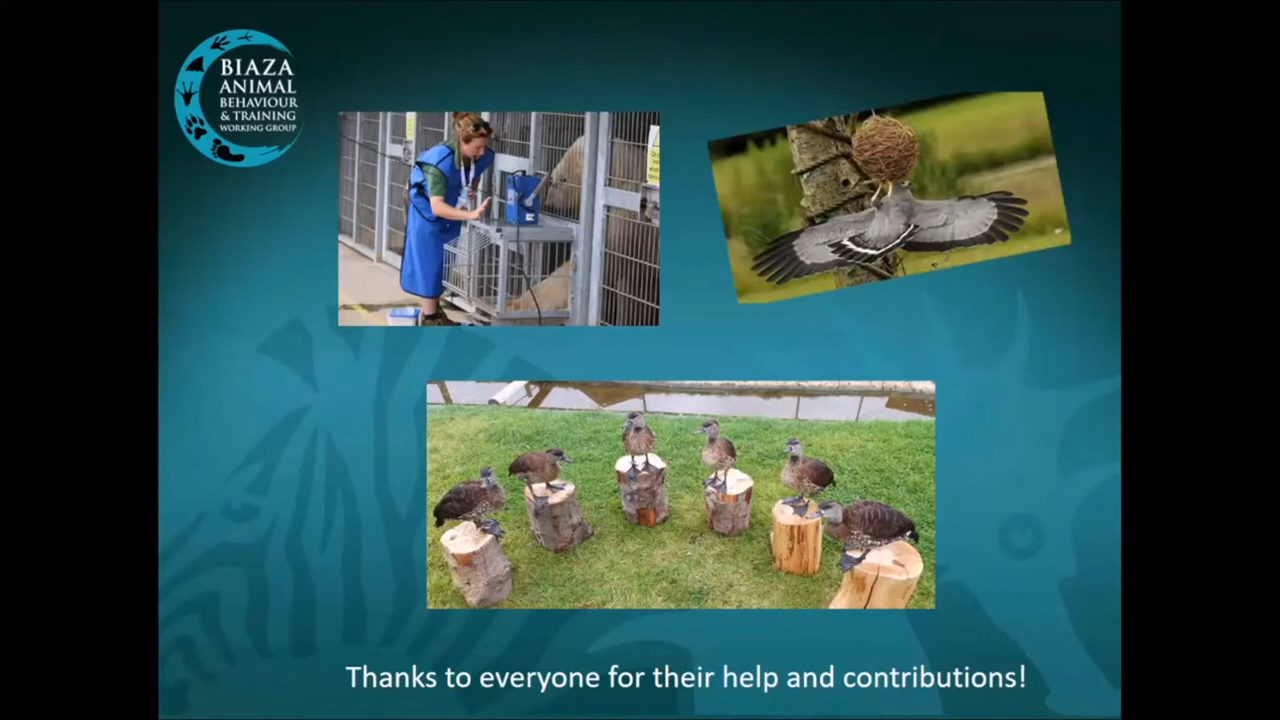 BIAZA
ANIMAL
BEHAVIOUR
& TRAINING
WORKING GROUP
Thanks to everyone for their help and contributions!